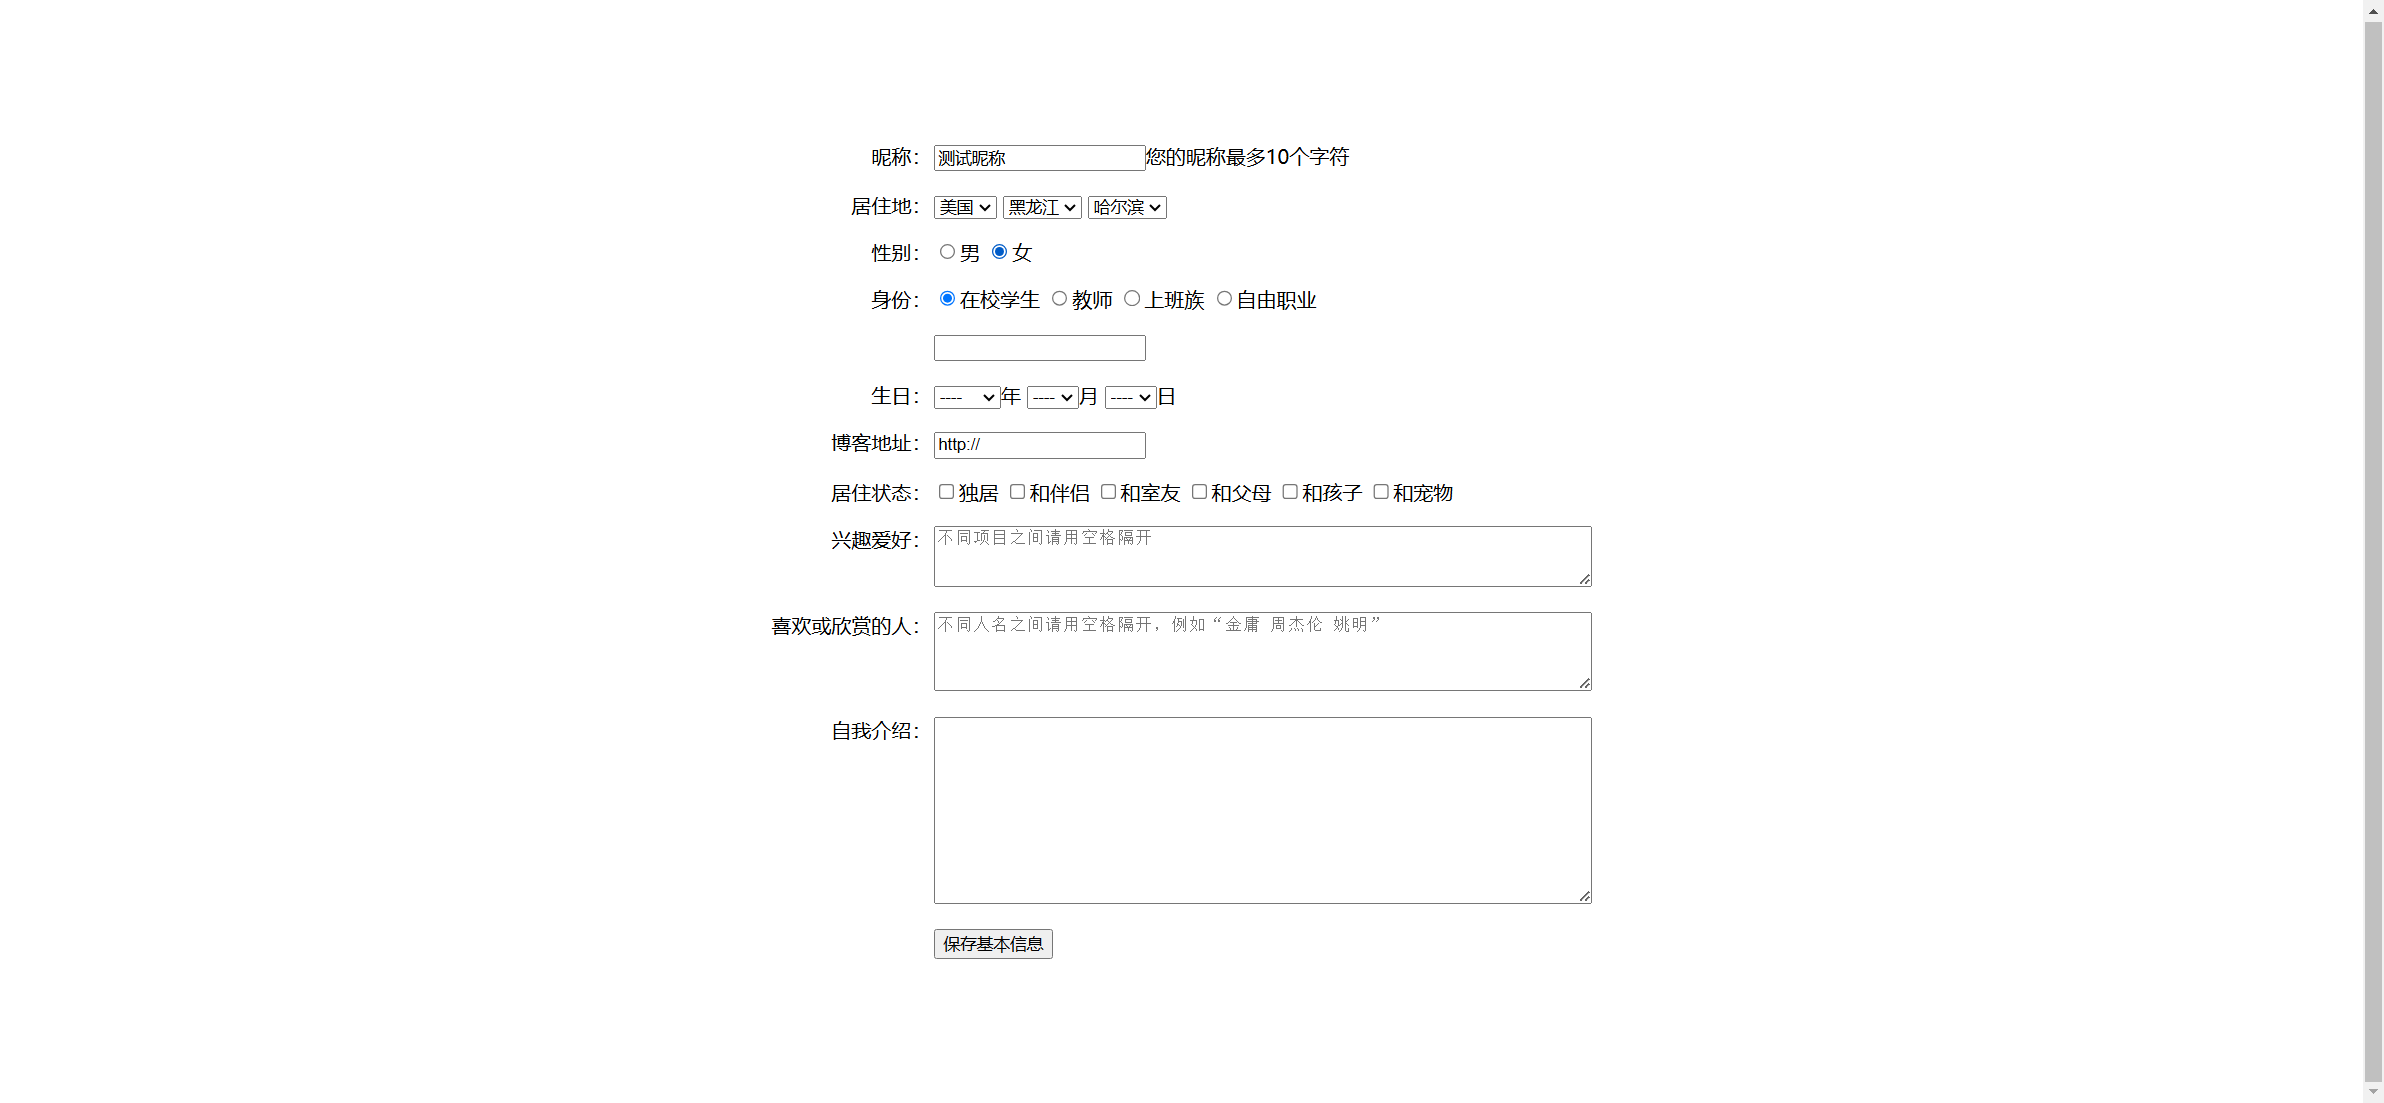 昵称： 测试昵称 您的昵称最多10个字符
居住地： 美国 黑龙江 哈尔滨
性别： 男 女
身份： 在校学生 教师 上班族 自由职业
生日： ---- 年 ---- 月 ---- 日
博客地址： http://
居住状态： 独居 和伴侣 和室友 和父母 和孩子 和宠物
兴趣爱好： 不同项目之间请用空格隔开
喜欢或欣赏的人： 不同人名之间请用空格隔开，例如“金庸 周杰伦 姚明”
自我介绍：
保存基本信息